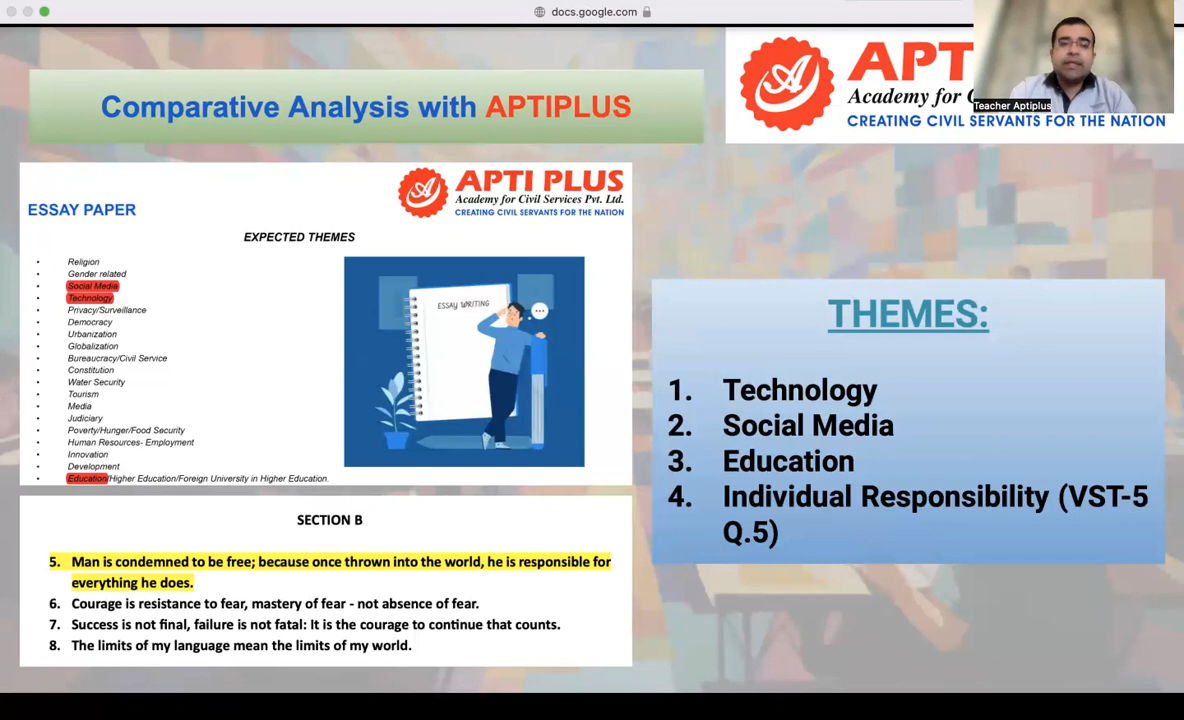 docs.google.com
Comparative Analysis with APTIPLUS
APT
Academy for C
CREATING CIVIL SERVANTS FOR THE NATION
Teacher Aptiplus
APTI PLUS
Academy for Civil Services Pvt. Ltd.
CREATING CIVIL SERVANTS FOR THE NATION
ESSAY PAPER
EXPECTED THEMES
• Religion
• Gender related
• Social Media
• Technology
• Privacy/Surveillance
• Democracy
• Urbanization
• Globalization
• Bureaucracy/Civil Service
• Constitution
• Water Security
• Tourism
• Media
• Judiciary
• Poverty/Hunger/Food Security
• Human Resources- Employment
• Innovation
• Development
• Education/Higher Education/Foreign University in Higher Education.
ESSAY WRITING
SECTION B
5. Man is condemned to be free; because once thrown into the world, he is responsible for
everything he does.
6. Courage is resistance to fear, mastery of fear - not absence of fear.
7. Success is not final, failure is not fatal: It is the courage to continue that counts.
8. The limits of my language mean the limits of my world.
THEMES:
1. Technology
2. Social Media
3. Education
4. Individual Responsibility (VST-5
Q.5)